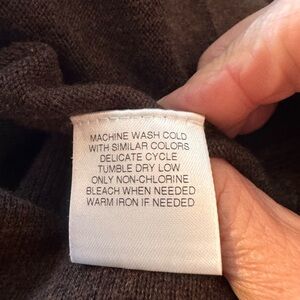 MACHINE WASH COLD
WITH SIMILAR COLORS
DELICATE CYCLE
TUMBLE DRY LOW
ONLY NON-CHLORINE
BLEACH WHEN NEEDED
WARM IRON IF NEEDED